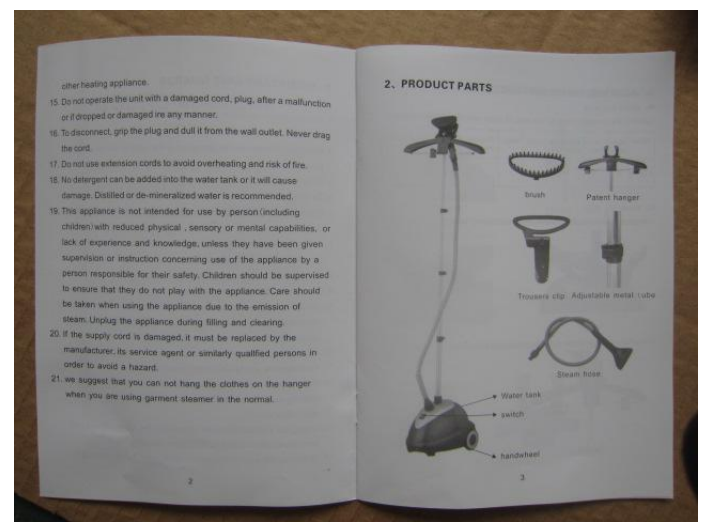 other heating appliance.
15. Do not operate the unit with a damaged cord, plug, after a malfunction
or it dropped or damaged ire any manner.
16. To disconnect, grip the plug and dull it from the wall outlet. Never drag
the cord.
17. Do not use extension cords to avoid overheating and risk of fire.
18. No detergent can be added into the water tank or it will cause
damage. Distilled or de-mineralized water is recommended.
19. This appliance is not intended for use by person (including
children) with reduced physical , sensory or mental capabilities, or
lack of experience and knowledge, unless they have been given
supervision or instruction concerning use of the appliance by a
person responsible for their safety. Children should be supervised
to ensure that they do not play with the appliance. Care should
be taken when using the appliance due to the emission of
steam. Unplug the appliance during filling and clearing.
20. If the supply cord is damaged, it must be replaced by the
manufacturer, its service agent or similarly qualified persons in
order to avoid a hazard.
21. we suggest that you can not hang the clothes on the hanger
when you are using garment steamer in the normal.
2
2、PRODUCT PARTS
brush
Patent hanger
Trousers clip
Adjustable metal tube
Steam hose
Water tank
switch
handwheel
3